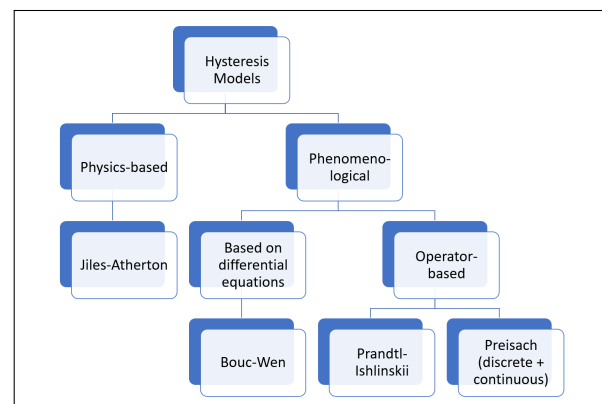 Hysteresis
Models
Physics-based
Phenomeno-
logical
Jiles-Atherton
Based on
differential
equations
Operator-
based
Bouc-Wen
Prandtl-
Ishlinskii
Preisach
(discrete +
continuous)